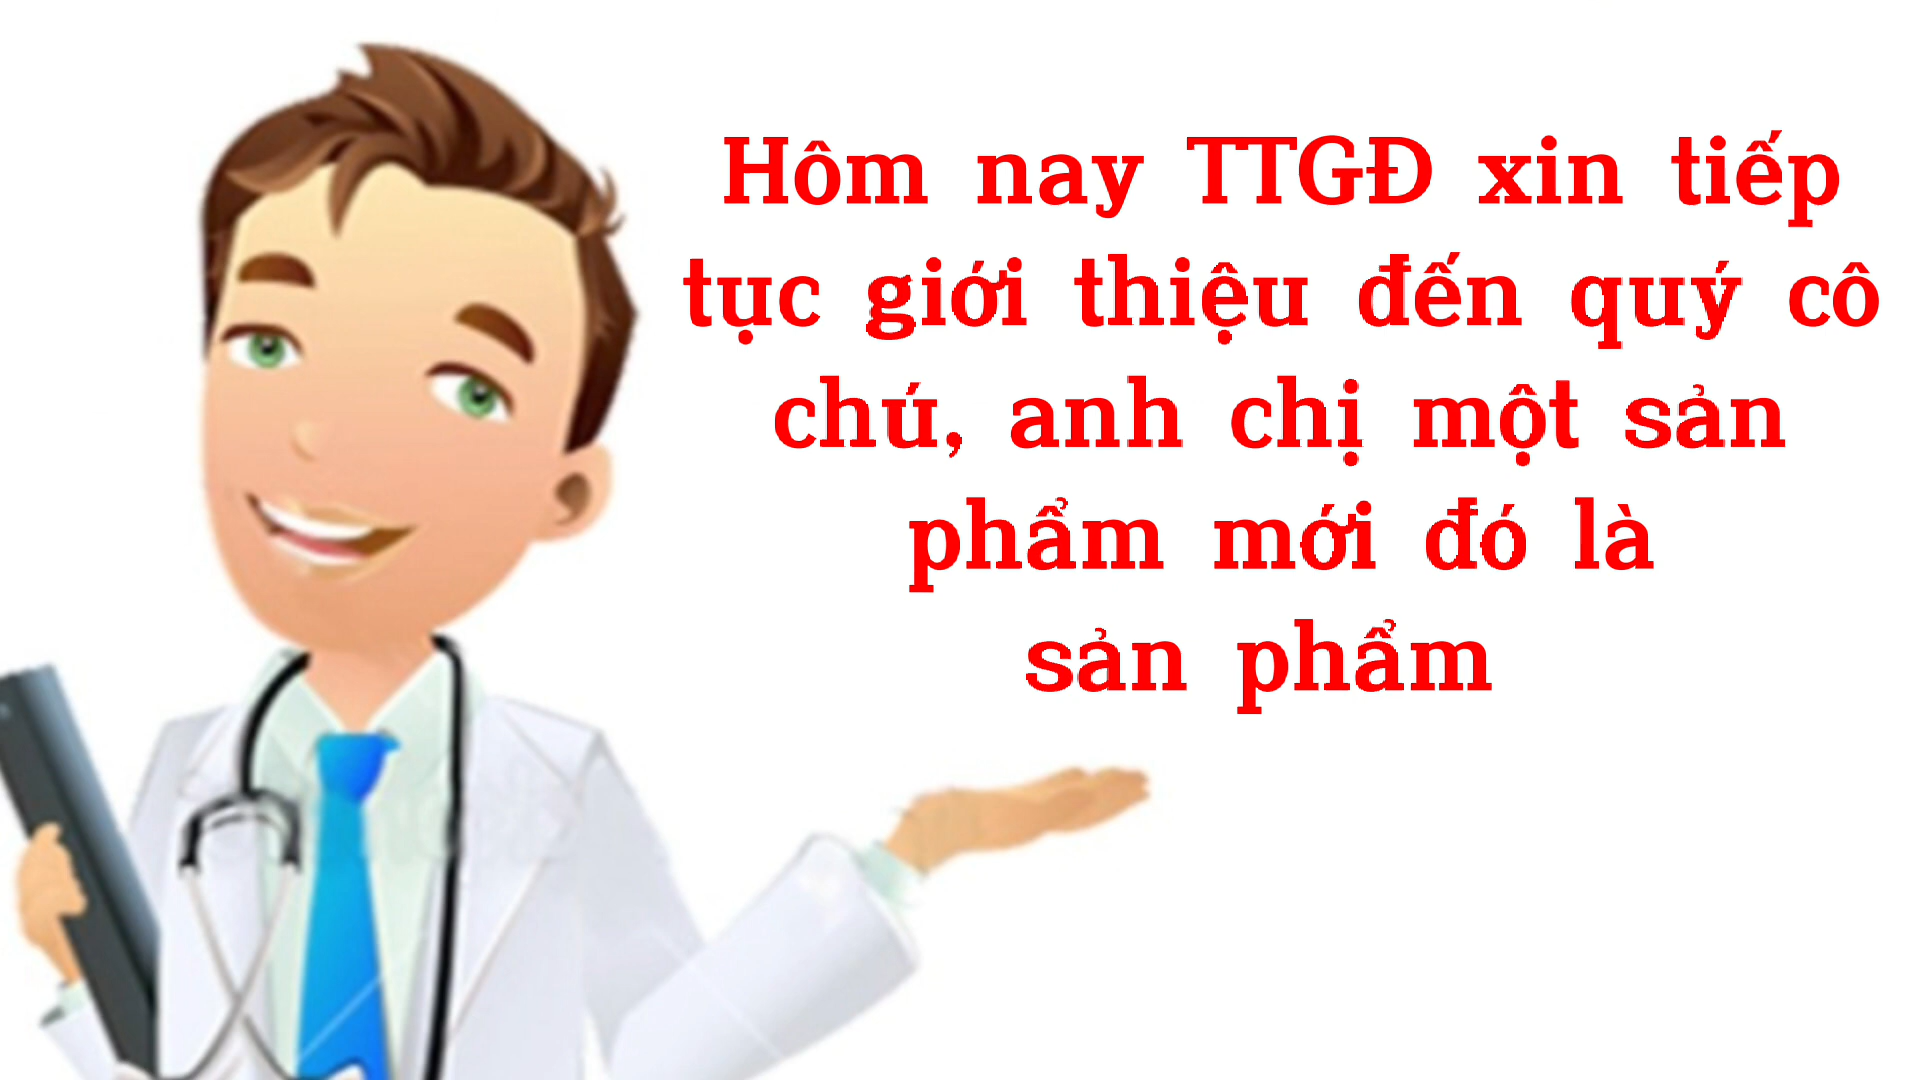 Hôm nay TTGĐ xin tiếp
tục giới thiệu đến quý cô
chú, anh chị một sản
phẩm mới đó là
sản phẩm